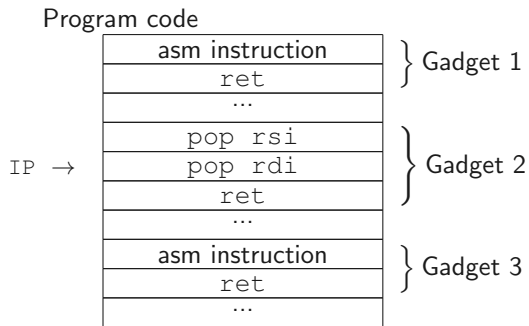 Program code
asm instruction
ret
...
Gadget 1
pop rsi
pop rdi
ret
...
Gadget 2
IP →
asm instruction
ret
...
Gadget 3